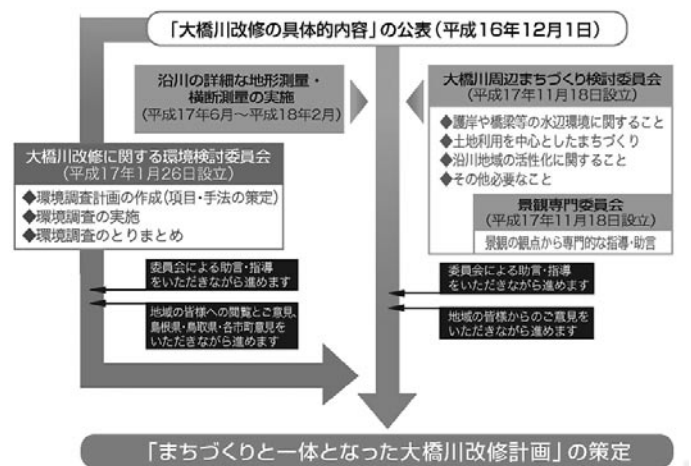 「大橋川改修の具体的内容」の公表(平成16年12月1日)
沿川の詳細な地形測量・
横断測量の実施
(平成17年6月~平成18年2月)
大橋川周辺まちづくり検討委員会
(平成17年11月18日設立)
◆護岸や橋梁等の水辺環境に関すること
◆土地利用を中心としたまちづくり
◆沿川地域の活性化に関すること
◆その他必要なこと
景観専門委員会
(平成17年11月18日設立)
景観の観点から専門的な指導・助言
大橋川改修に関する環境検討委員会
(平成17年1月26日設立)
◆環境調査計画の作成(項目・手法の策定)
◆環境調査の実施
◆環境調査のとりまとめ
委員会による助言・指導
をいただきながら進めます
地域の皆様への閲覧とご意見、
島根県・鳥取県・各市町意見を
いただきながら進めます
委員会による助言・指導
をいただきながら進めます
地域の皆様からのご意見を
いただきながら進めます
「まちづくりと一体となった大橋川改修計画」の策定